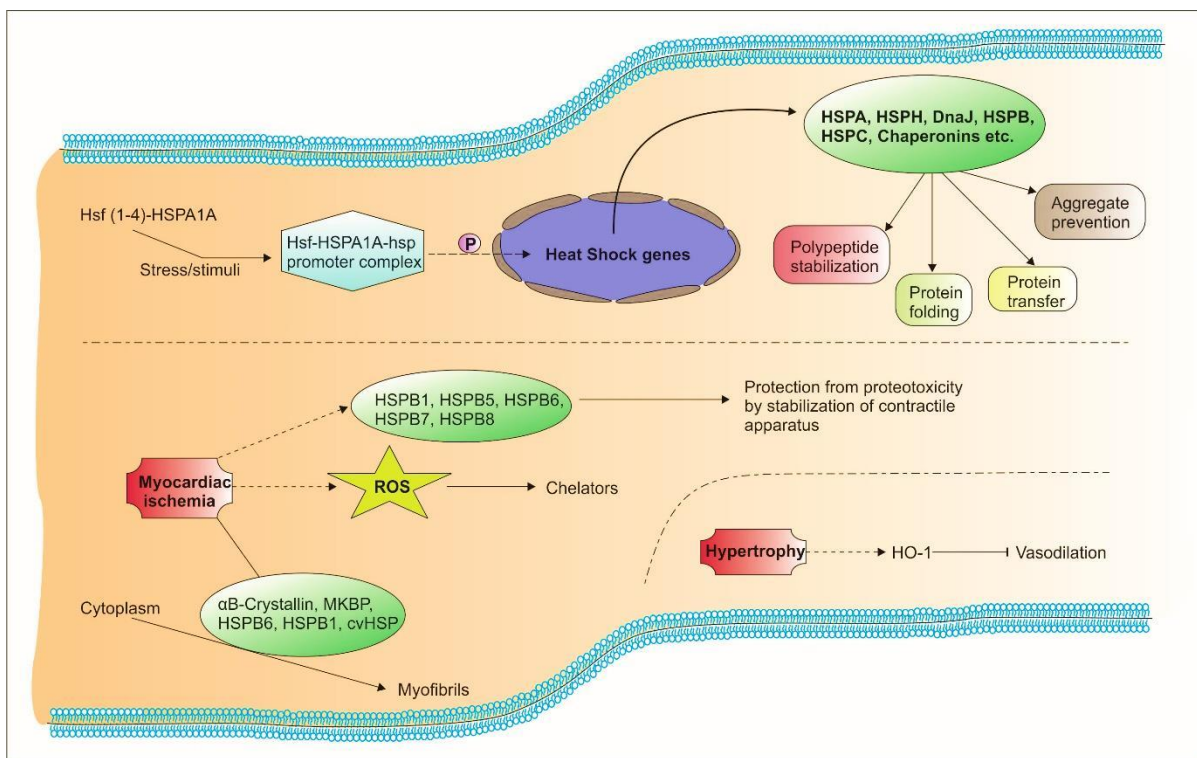 HSPA, HSPH, DnaJ, HSPB,
HSPC, Chaperonins etc.
Hsf (1-4)-HSPA1A
Stress/stimuli
Hsf-HSPA1A-hsp
promoter complex
P
Heat Shock genes
Polypeptide
stabilization
Protein
folding
Protein
transfer
Aggregate
prevention
HSPB1, HSPB5, HSPB6,
HSPB7, HSPB8
Protection from proteotoxicity
by stabilization of contractile
apparatus
Myocardiac
ischemia
ROS
Chelators
Hypertrophy
HO-1
Vasodilation
Cytoplasm
αB-Crystallin, MKBP,
HSPB6, HSPB1, cvHSP
Myofibrils